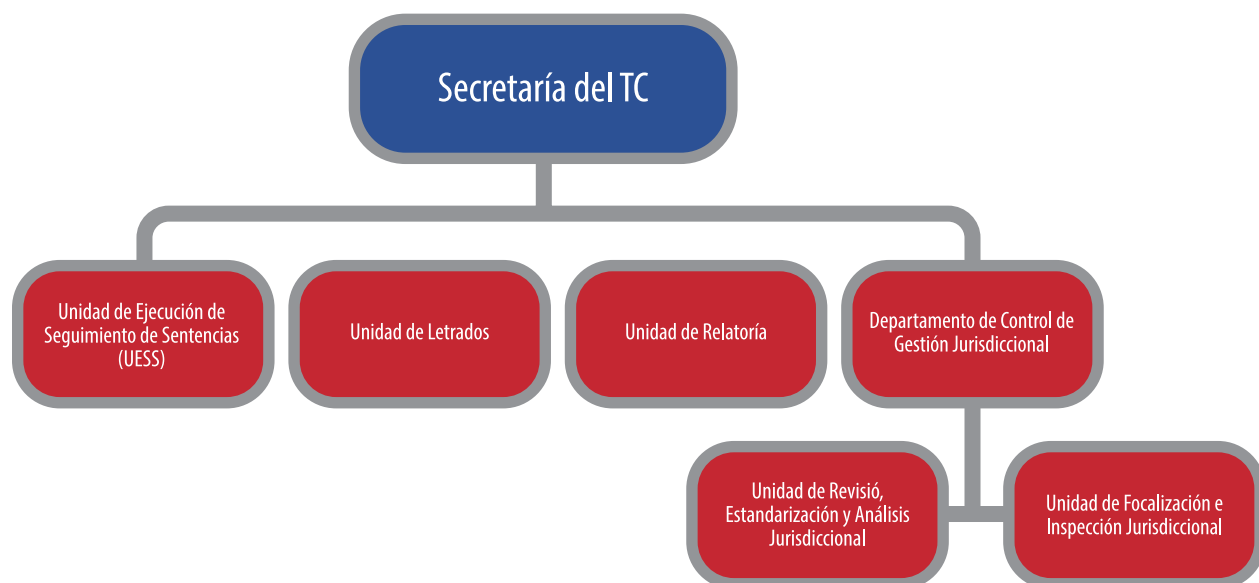 Secretaría del TC
Unidad de Ejecución de
Seguimiento de Sentencias
(UESS)
Unidad de Letrados
Unidad de Relatoría
Departamento de Control de
Gestión Jurisdiccional
Unidad de Revisió,
Estandarización y Análisis
Jurisdiccional
Unidad de Focalización e
Inspección Jurisdiccional